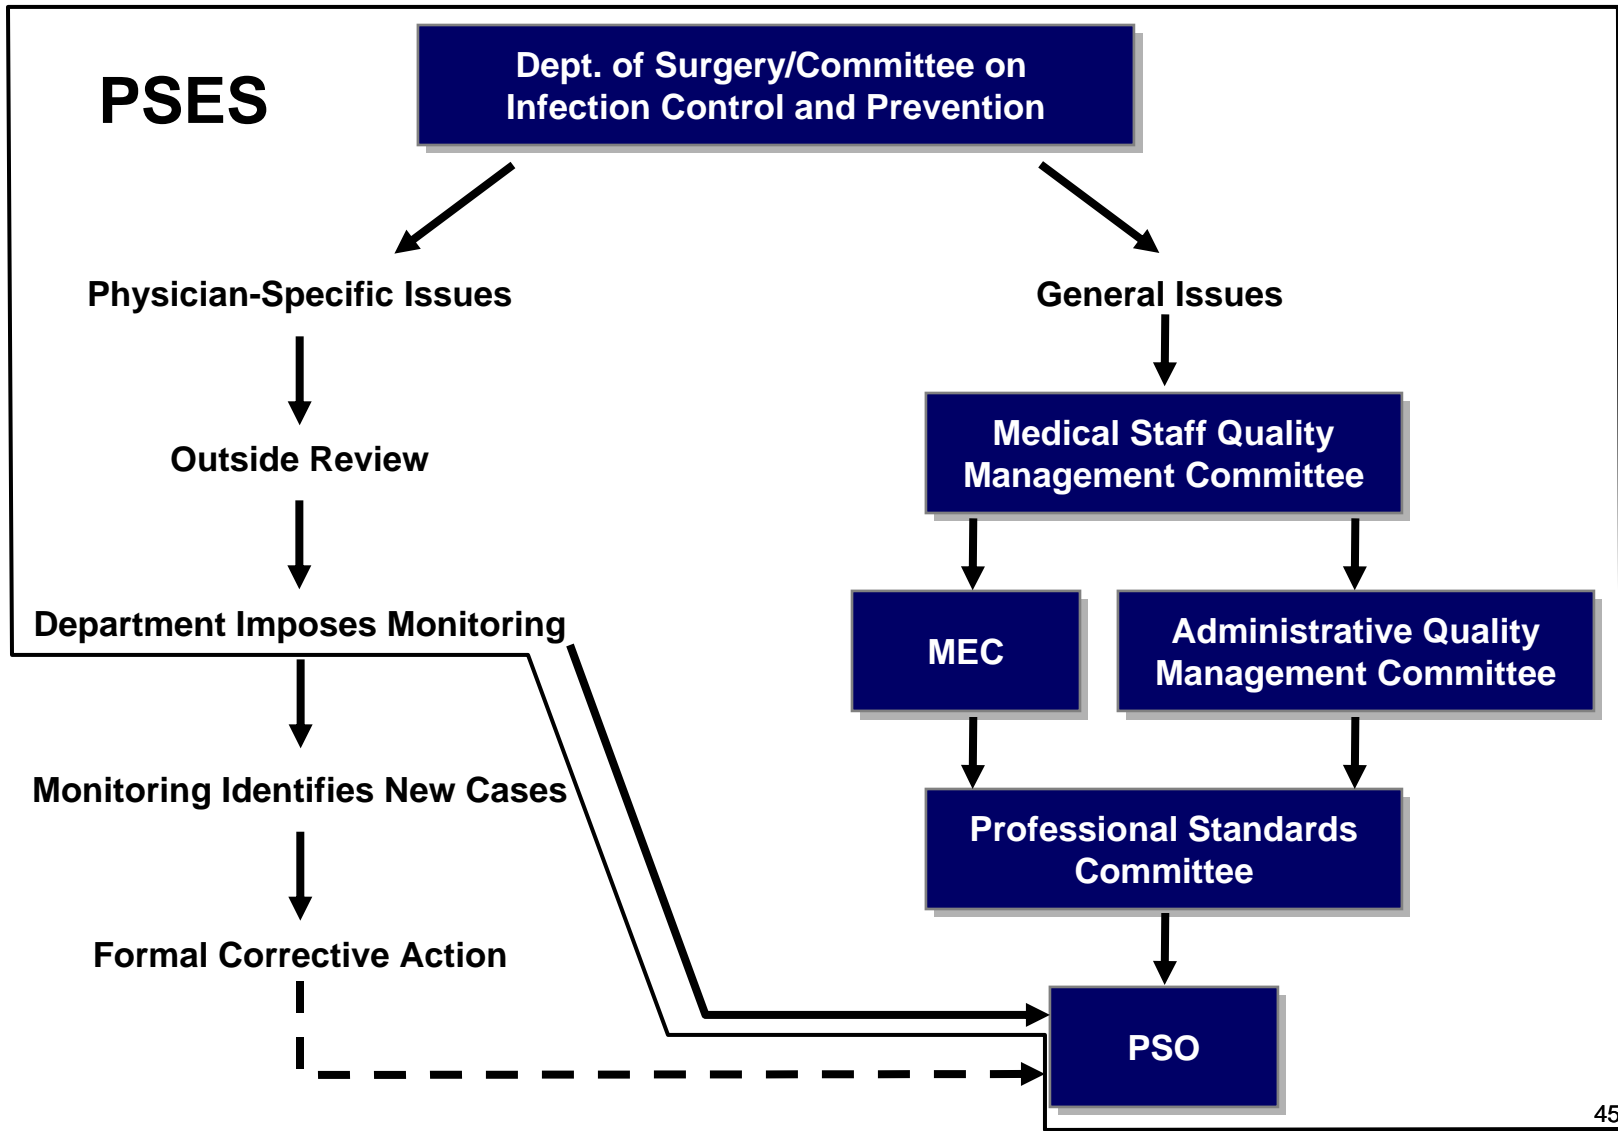 PSES
Dept. of Surgery/Committee on
Infection Control and Prevention
Physician-Specific Issues
General Issues
Outside Review
Medical Staff Quality
Management Committee
Department Imposes Monitoring
MEC
Administrative Quality
Management Committee
Monitoring Identifies New Cases
Professional Standards
Committee
Formal Corrective Action
PSO
45